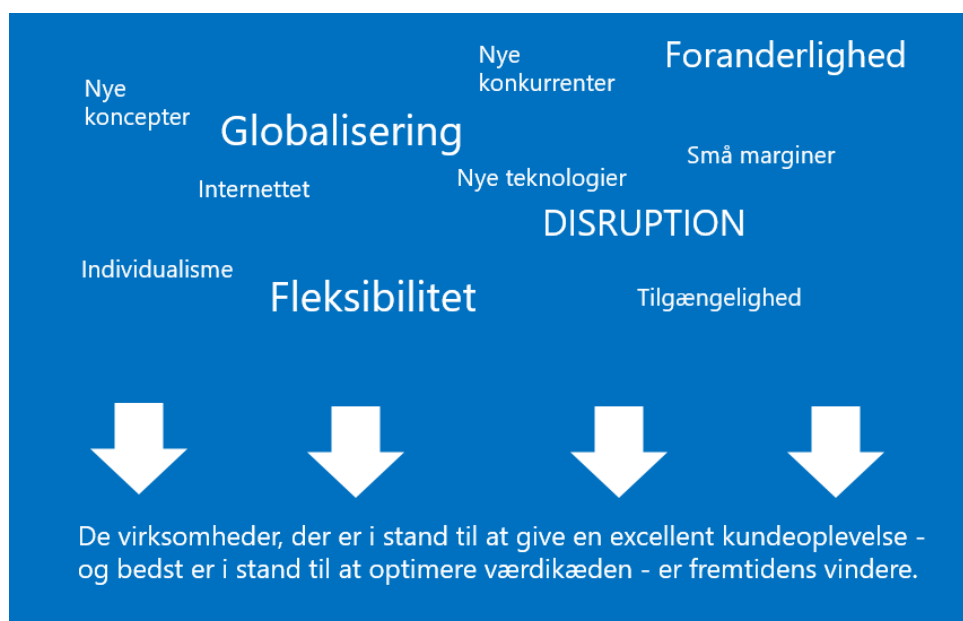 Nye
konkurrenter
Foranderlighed
Nye
koncepter
Globalisering
Små marginer
Internettet
Nye teknologier
DISRUPTION
Individualisme
Fleksibilitet
Tilgængelighed
De virksomheder, der er i stand til at give en excellent kundeoplevelse -
og bedst er i stand til at optimere værdikæden - er fremtidens vindere.